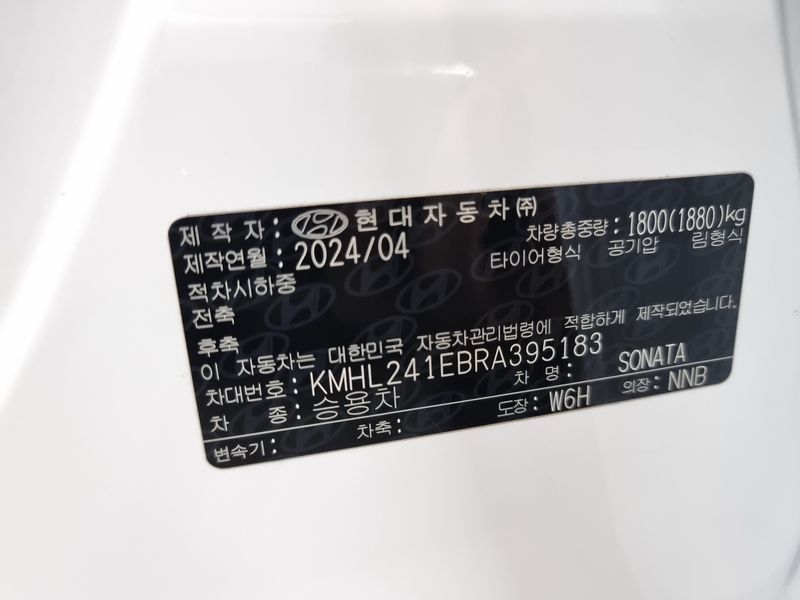 제 작 자 : 현대자동차㈜
차량총중량 : 1800(1880)kg
제작연월 : 2024/04
타이어형식 공기압 림형식
적차시하중
전축
후축
이 자동차는 대한민국 자동차관리법령에 적합하게 제작되었습니다.
차대번호 : KMHL241EBRA395183
차 명 : SONATA
차 종 : 승용차
도장 : W6H 의장 : NNB
변속기 : 차축 :